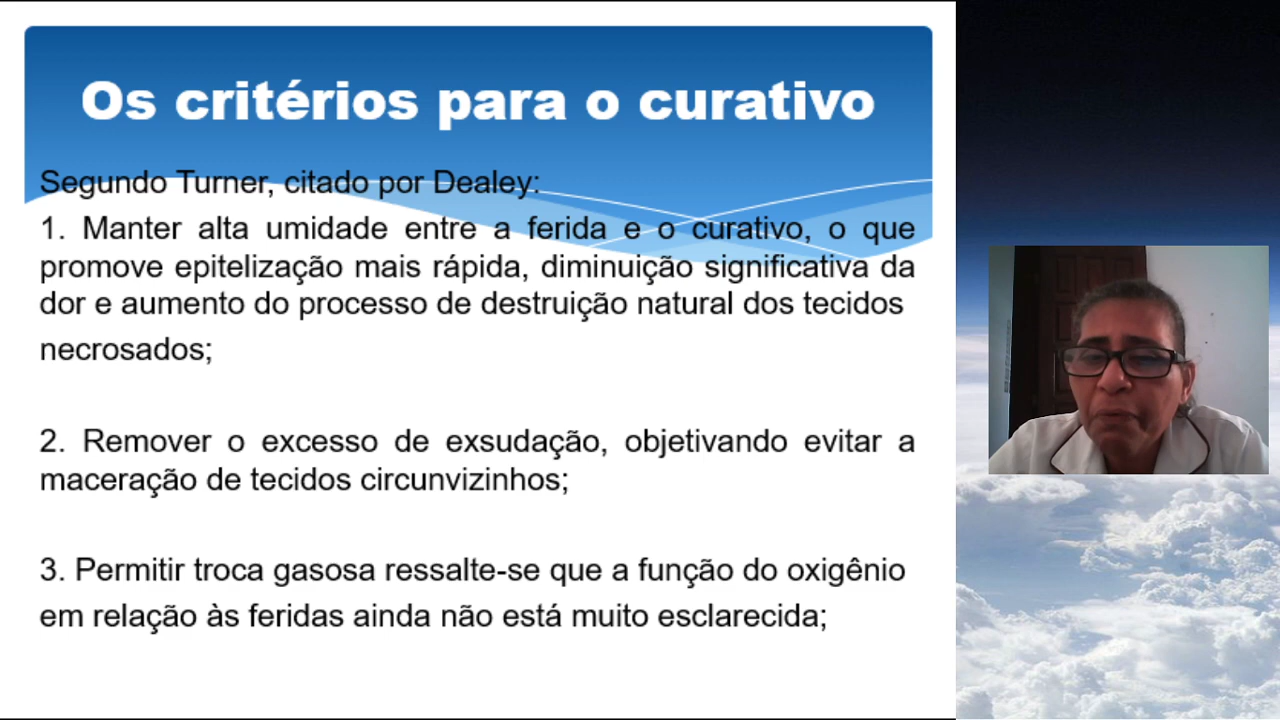 Os critérios para o curativo
Segundo Turner, citado por Dealey:
1. Manter alta umidade entre a ferida e o curativo, o que
promove epitelização mais rápida, diminuição significativa da
dor e aumento do processo de destruição natural dos tecidos
necrosados;
2. Remover o excesso de exsudação, objetivando evitar a
maceração de tecidos circunvizinhos;
3. Permitir troca gasosa ressalte-se que a função do oxigênio
em relação às feridas ainda não está muito esclarecida;